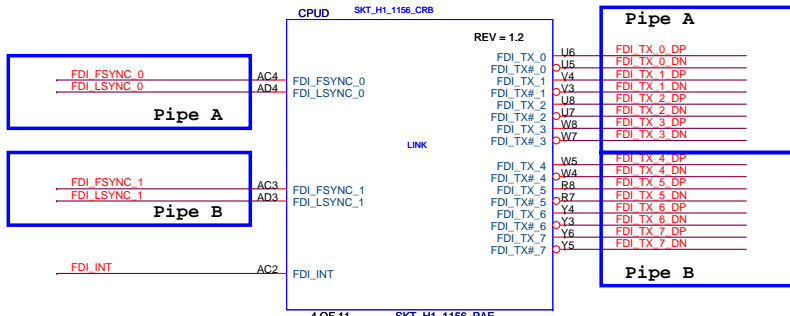 CPUD SKT_H1_1156_CRB
REV = 1.2
Pipe A
FDI_FSYNC_0 AC4 FDI_FSYNC_0
FDI_LSYNC_0 AD4 FDI_LSYNC_0
Pipe A
FDI_FSYNC_1 AC3 FDI_FSYNC_1
FDI_LSYNC_1 AD3 FDI_LSYNC_1
Pipe B
FDI_INT AC2 FDI_INT
LINK
FDI_TX_0 U6 FDI_TX_0_DP
FDI_TX#_0 U5 FDI_TX_0_DN
FDI_TX_1 V4 FDI_TX_1_DP
FDI_TX#_1 V3 FDI_TX_1_DN
FDI_TX_2 U8 FDI_TX_2_DP
FDI_TX#_2 U7 FDI_TX_2_DN
FDI_TX_3 W8 FDI_TX_3_DP
FDI_TX#_3 W7 FDI_TX_3_DN
FDI_TX_4 W5 FDI_TX_4_DP
FDI_TX#_4 W4 FDI_TX_4_DN
FDI_TX_5 R8 FDI_TX_5_DP
FDI_TX#_5 R7 FDI_TX_5_DN
FDI_TX_6 Y4 FDI_TX_6_DP
FDI_TX#_6 Y3 FDI_TX_6_DN
FDI_TX_7 Y6 FDI_TX_7_DP
FDI_TX#_7 Y5 FDI_TX_7_DN
Pipe B
4 OF 11 SKT_H1_1156_RAE